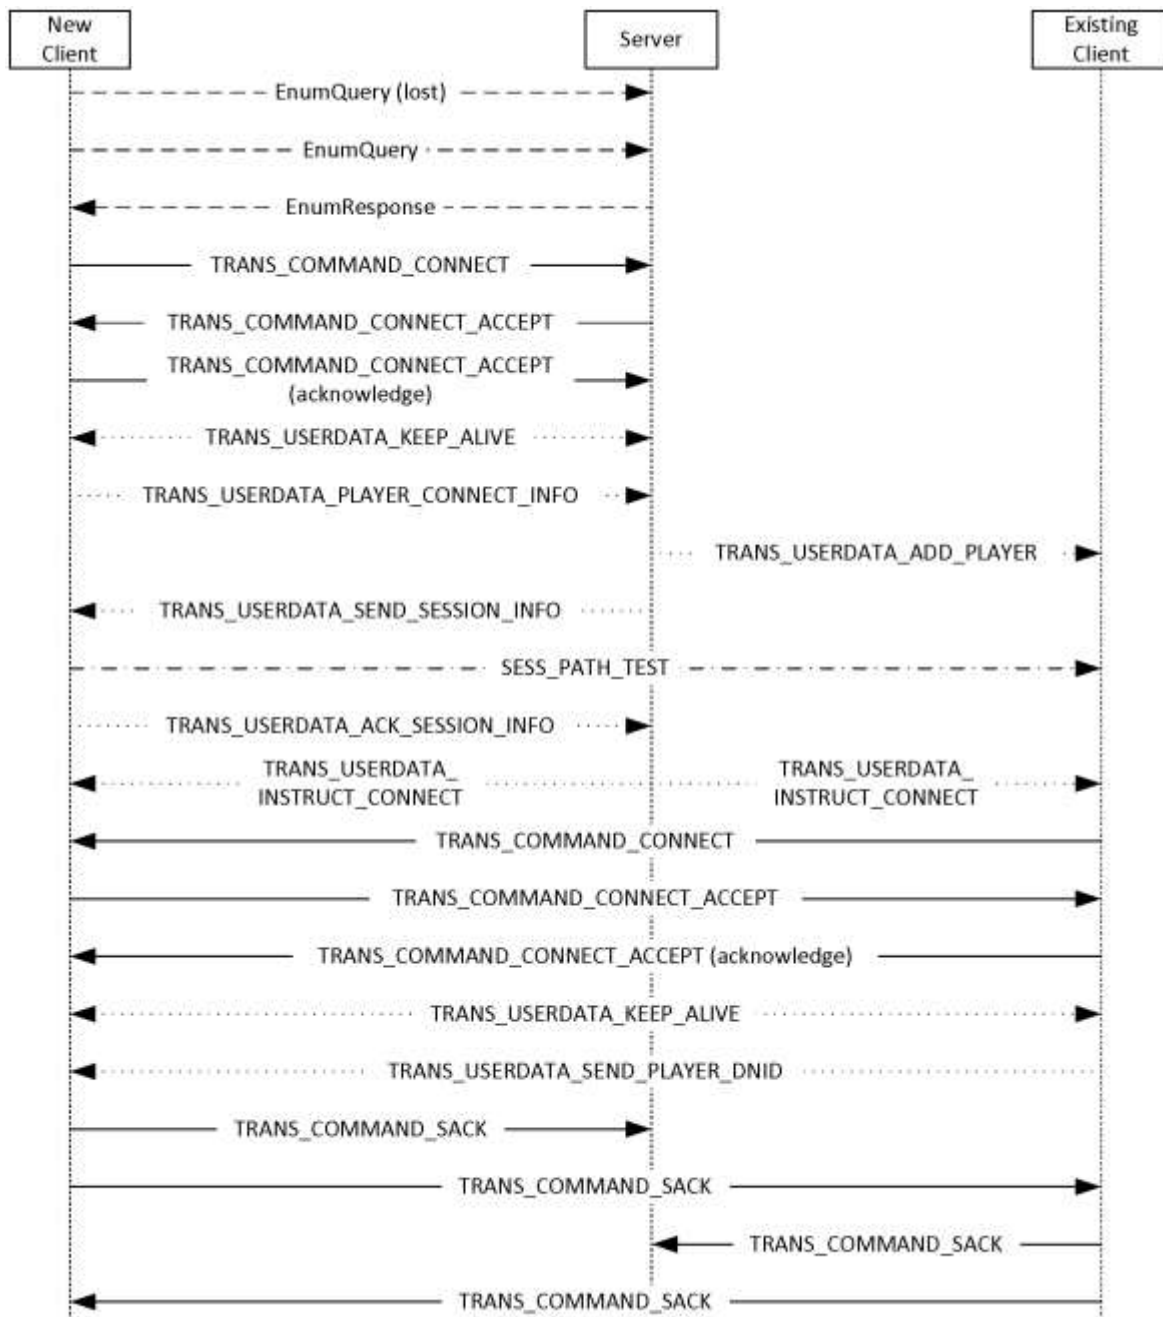 New
Client
Server
Existing
Client
EnumQuery (lost)
EnumQuery
EnumResponse
TRANS_COMMAND_CONNECT
TRANS_COMMAND_CONNECT_ACCEPT
TRANS_COMMAND_CONNECT_ACCEPT
(acknowledge)
TRANS_USERDATA_KEEP_ALIVE
TRANS_USERDATA_PLAYER_CONNECT_INFO
TRANS_USERDATA_ADD_PLAYER
TRANS_USERDATA_SEND_SESSION_INFO
SESS_PATH_TEST
TRANS_USERDATA_ACK_SESSION_INFO
TRANS_USERDATA_
INSTRUCT_CONNECT
TRANS_USERDATA_
INSTRUCT_CONNECT
TRANS_COMMAND_CONNECT
TRANS_COMMAND_CONNECT_ACCEPT
TRANS_COMMAND_CONNECT_ACCEPT (acknowledge)
TRANS_USERDATA_KEEP_ALIVE
TRANS_USERDATA_SEND_PLAYER_DNID
TRANS_COMMAND_SACK
TRANS_COMMAND_SACK
TRANS_COMMAND_SACK
TRANS_COMMAND_SACK